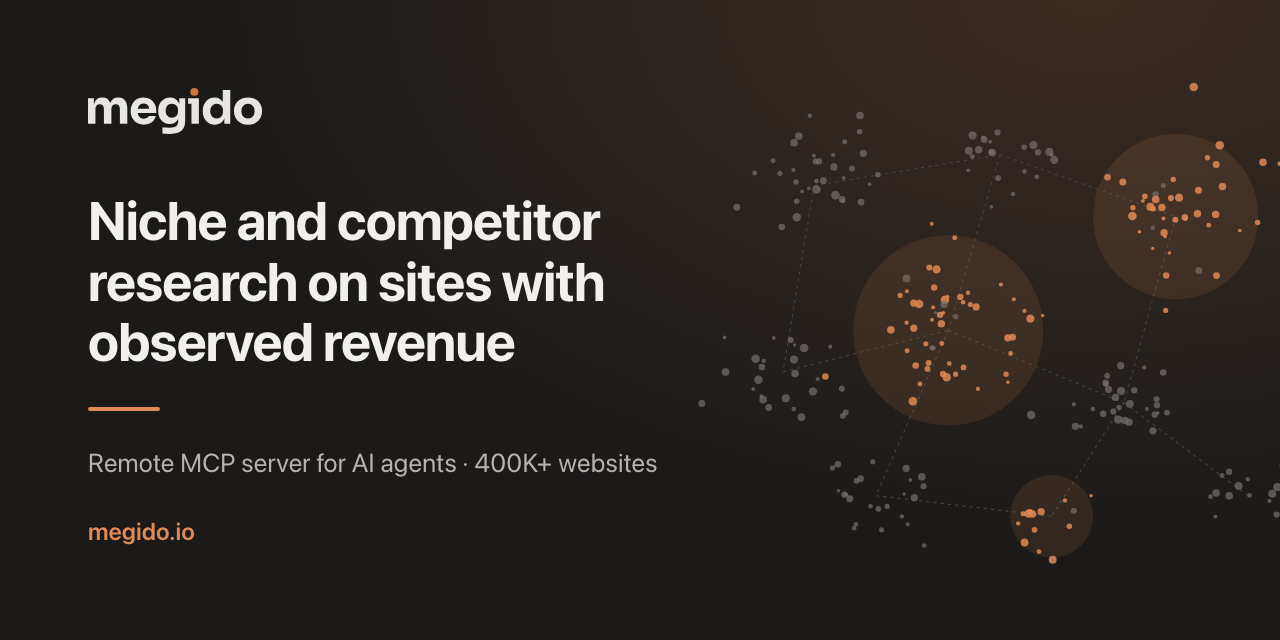 megido
Niche and competitor
research on sites with
observed revenue
Remote MCP server for AI agents · 400K+ websites
megido.io